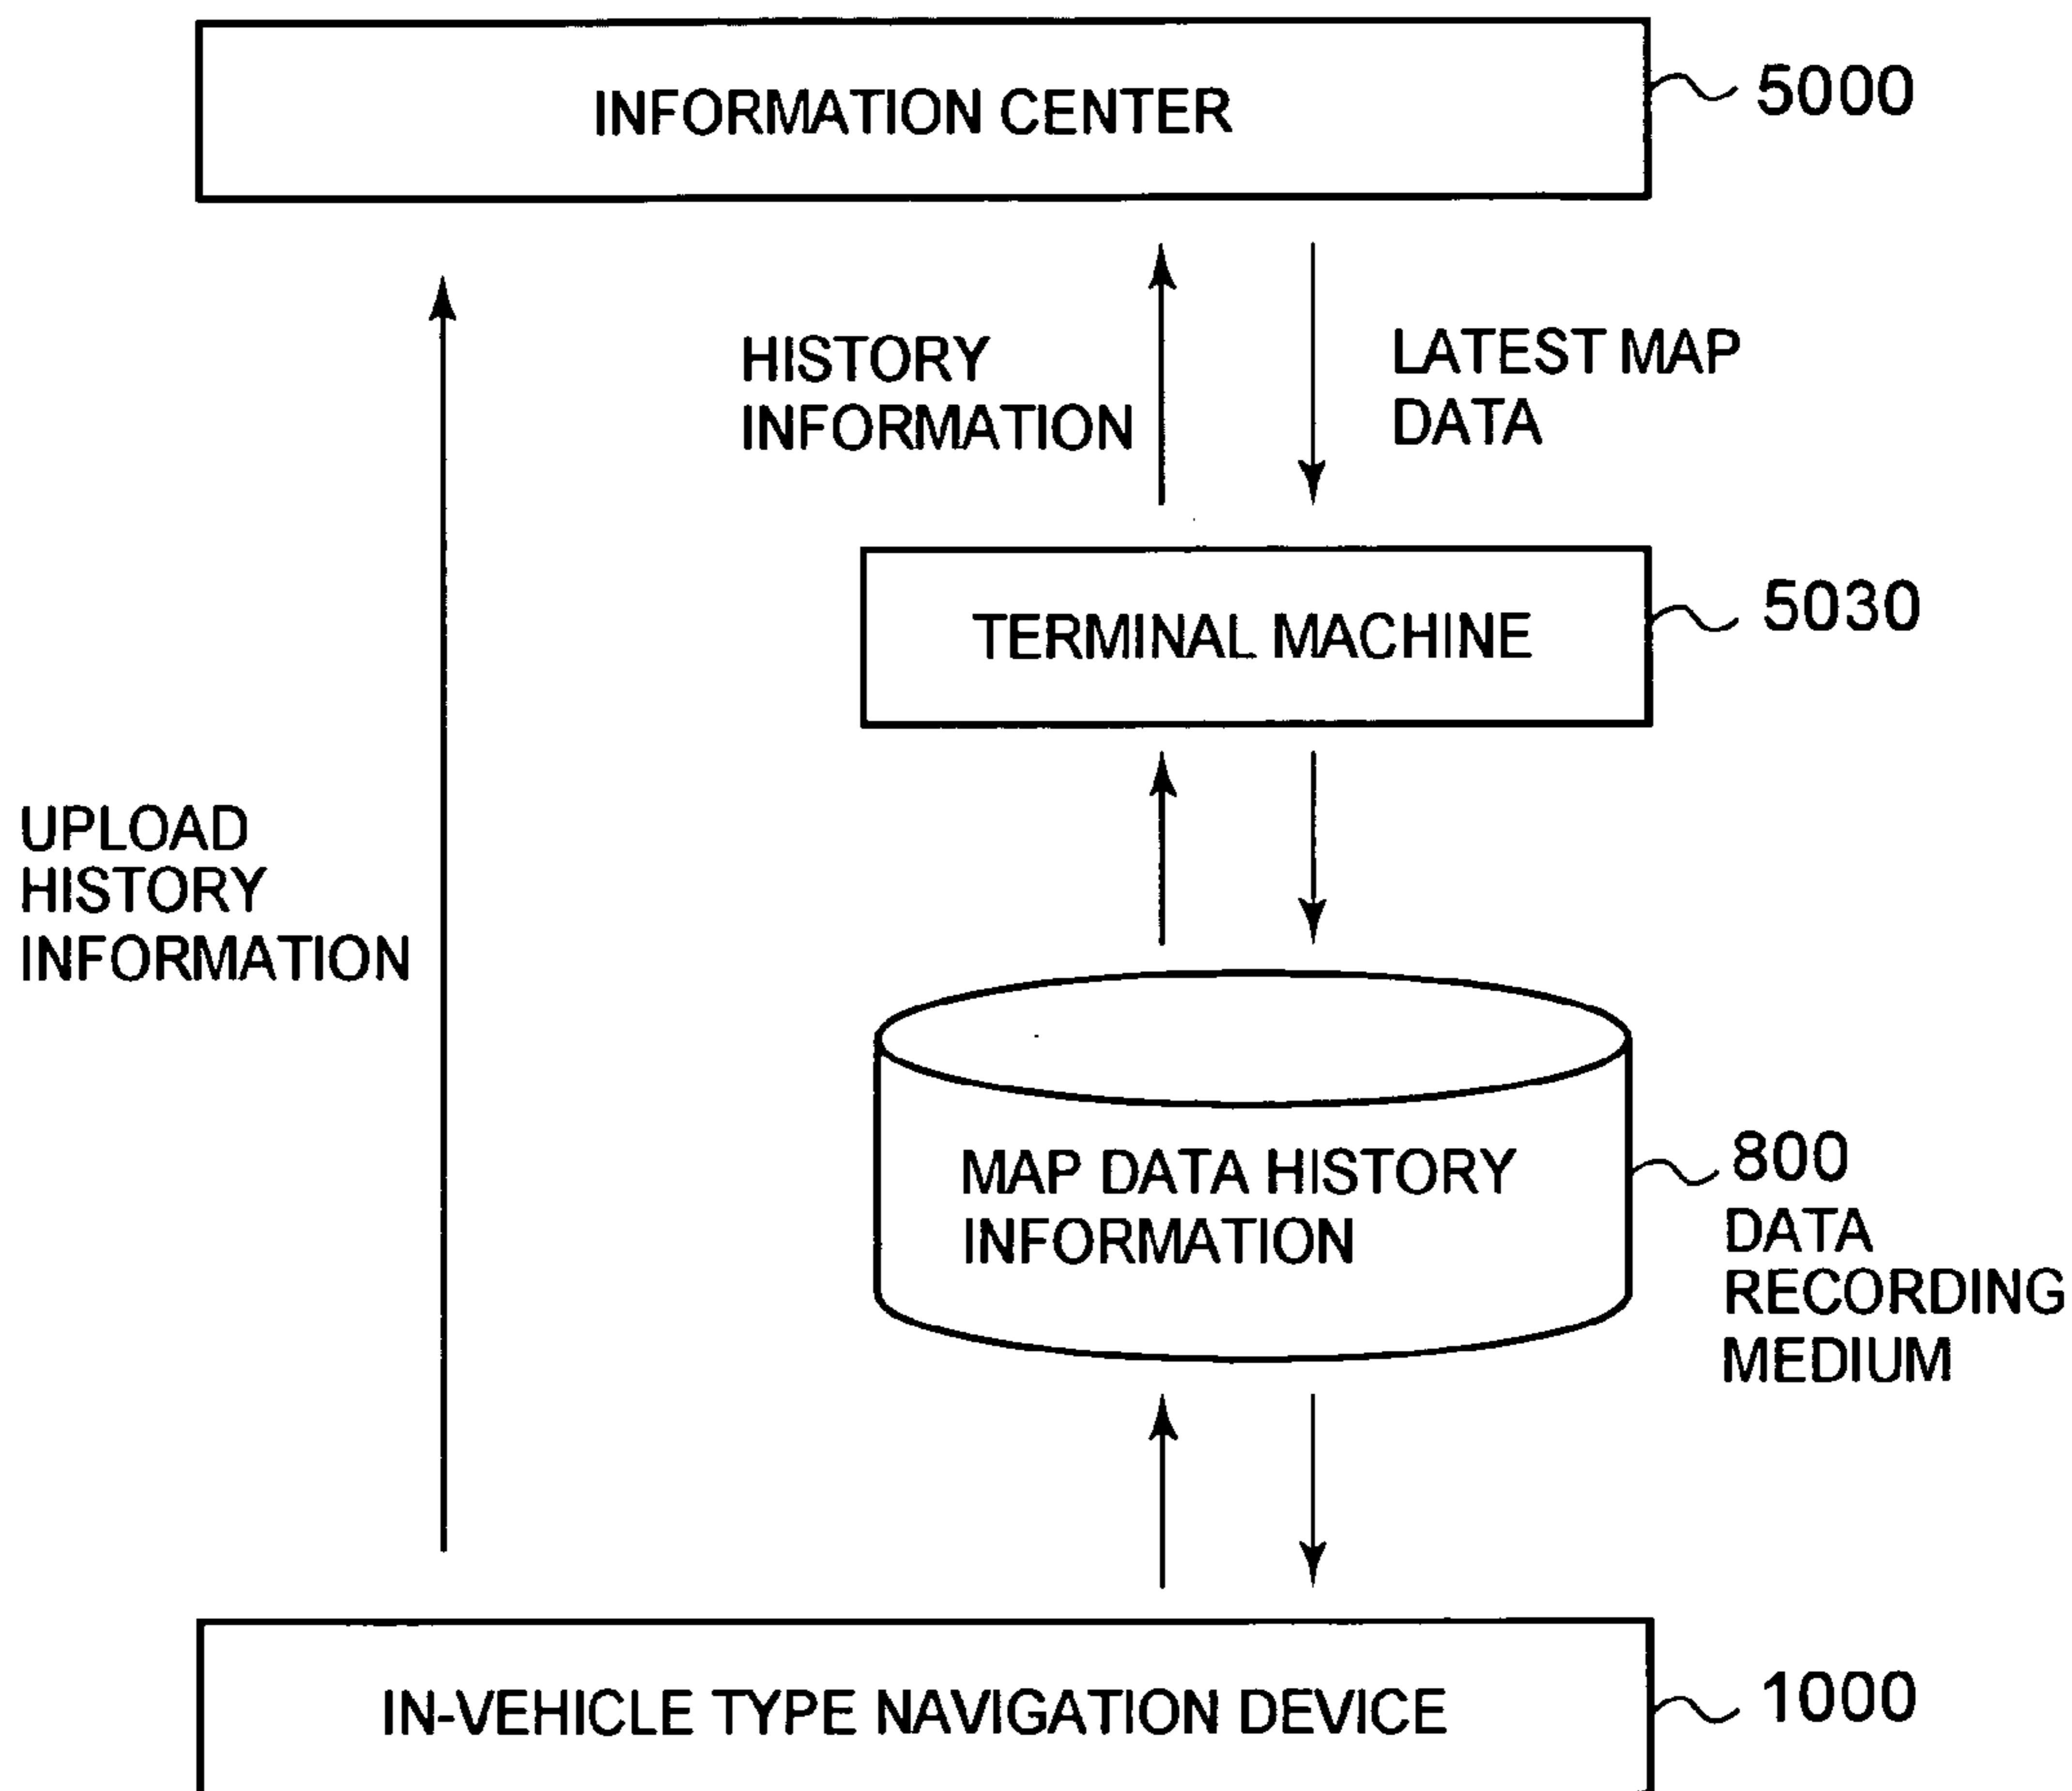 INFORMATION CENTER
5000
HISTORY
INFORMATION
LATEST MAP
DATA
TERMINAL MACHINE
5030
UPLOAD
HISTORY
INFORMATION
MAP DATA HISTORY
INFORMATION
800
DATA
RECORDING
MEDIUM
IN-VEHICLE TYPE NAVIGATION DEVICE
1000